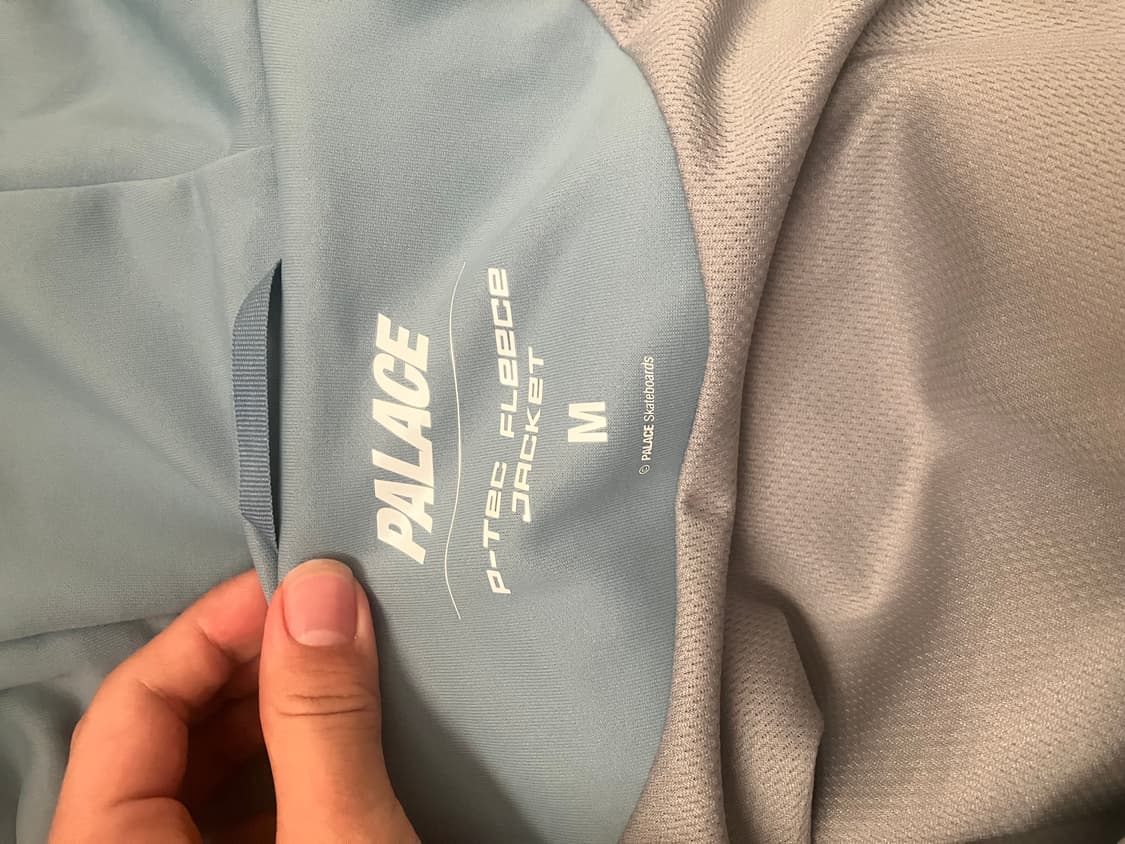 PALACE
P-TEC FLEECE
JACKET
M
© PALACE Skateboards